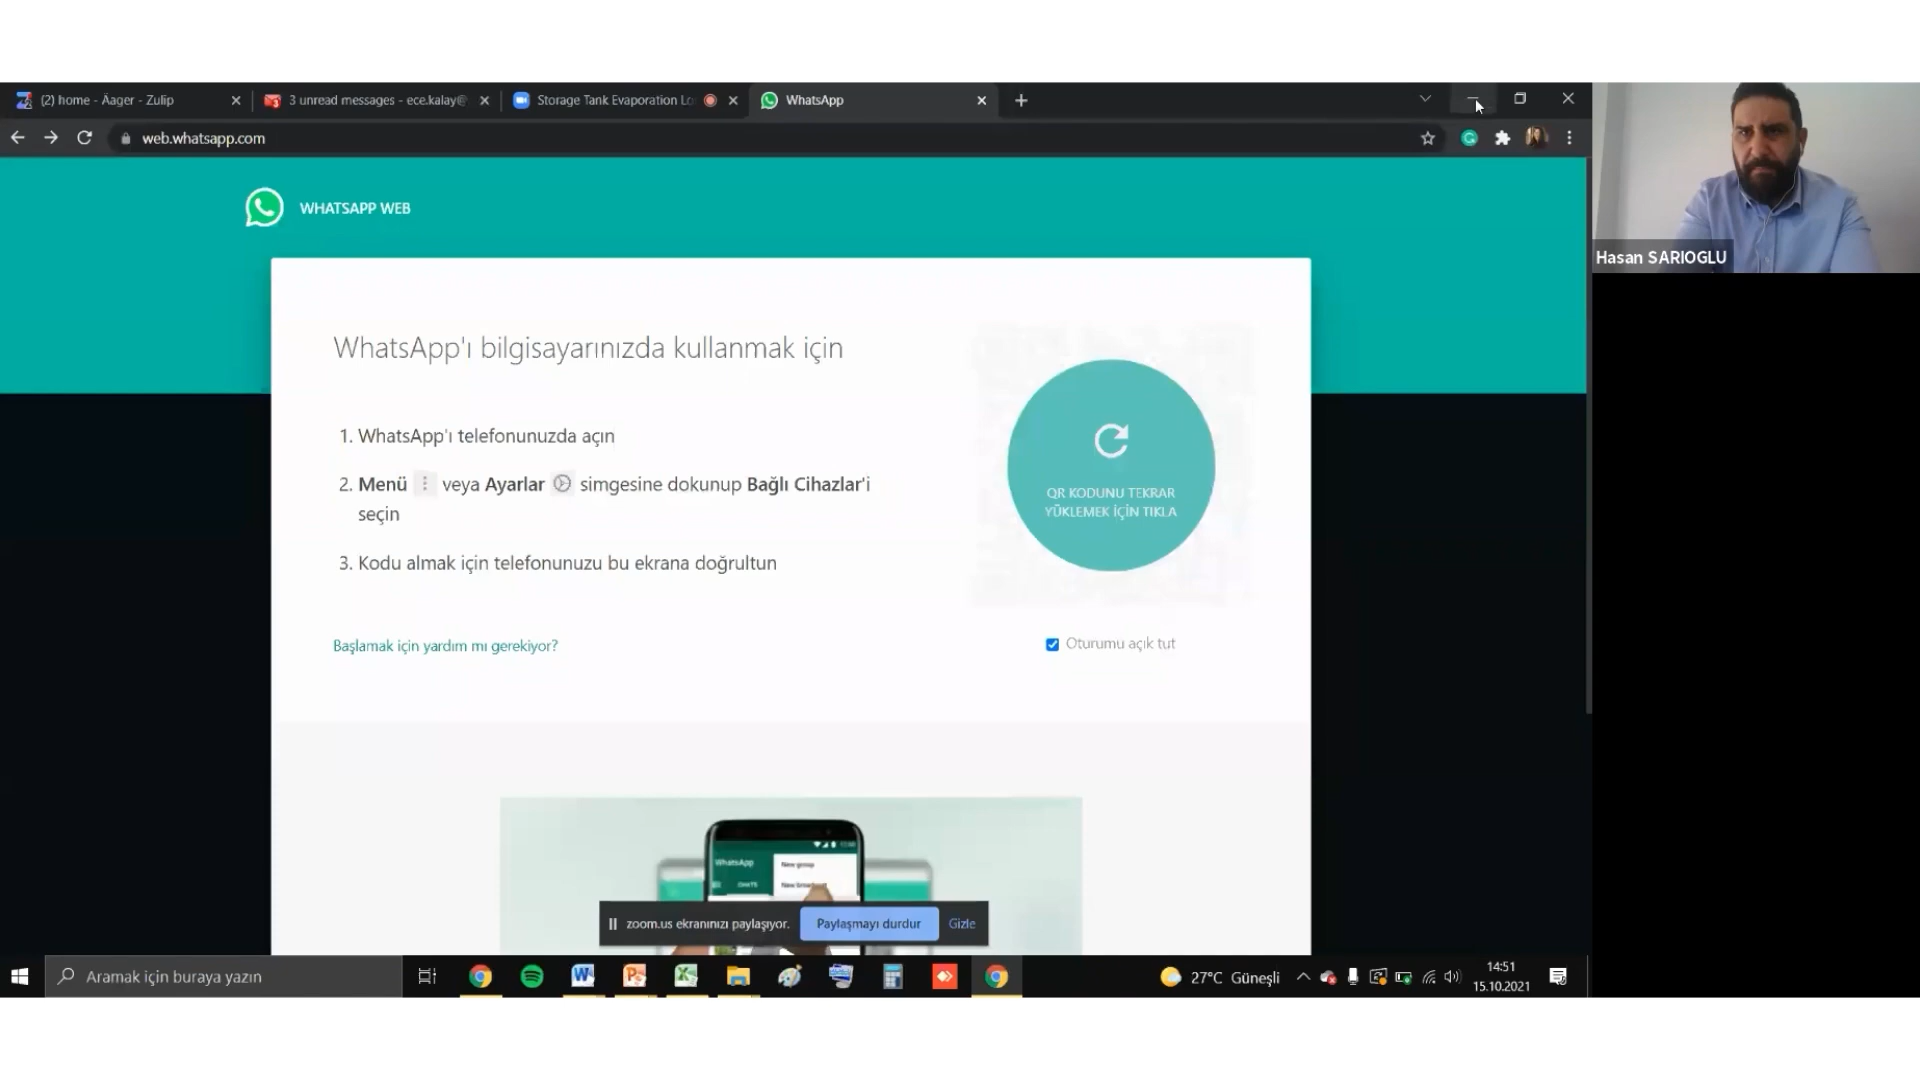 (2) home - Äager - Zulip
3 unread messages - ece.kalay@
Storage Tank Evaporation Lo
WhatsApp
web.whatsapp.com
WHATSAPP WEB
Hasan SARIOGLU
WhatsApp'ı bilgisayarınızda kullanmak için
1. WhatsApp'ı telefonunuzda açın
2. Menü veya Ayarlar simgesine dokunup Bağlı Cihazlar'i
seçin
3. Kodu almak için telefonunuzu bu ekrana doğrultun
QR KODUNU TEKRAR
YÜKLEMEK İÇİN TIKLA
Başlamak için yardım mı gerekiyor?
Oturumu açık tut
WhatsApp
New group
CHATS
zoom.us ekranınızı paylaşıyor.
Paylaşmayı durdur
Gizle
Aramak için buraya yazın
27°C Güneşli
14:51
15.10.2021